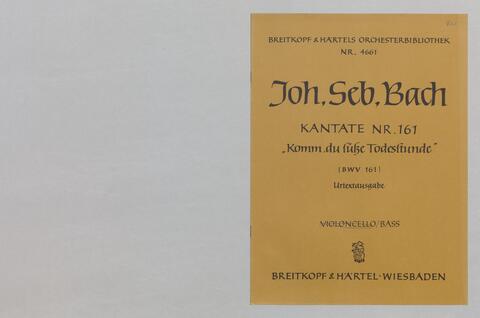 BREITKOPF & HÄRTELS ORCHESTERBIBLIOTHEK
NR. 4661
Joh. Seb. Bach
KANTATE NR. 161
„Komm, du süße Todesstunde"
(BWV 161)
Urtextausgabe
VIOLONCELLO/BASS
BREITKOPF & HÄRTEL · WIESBADEN